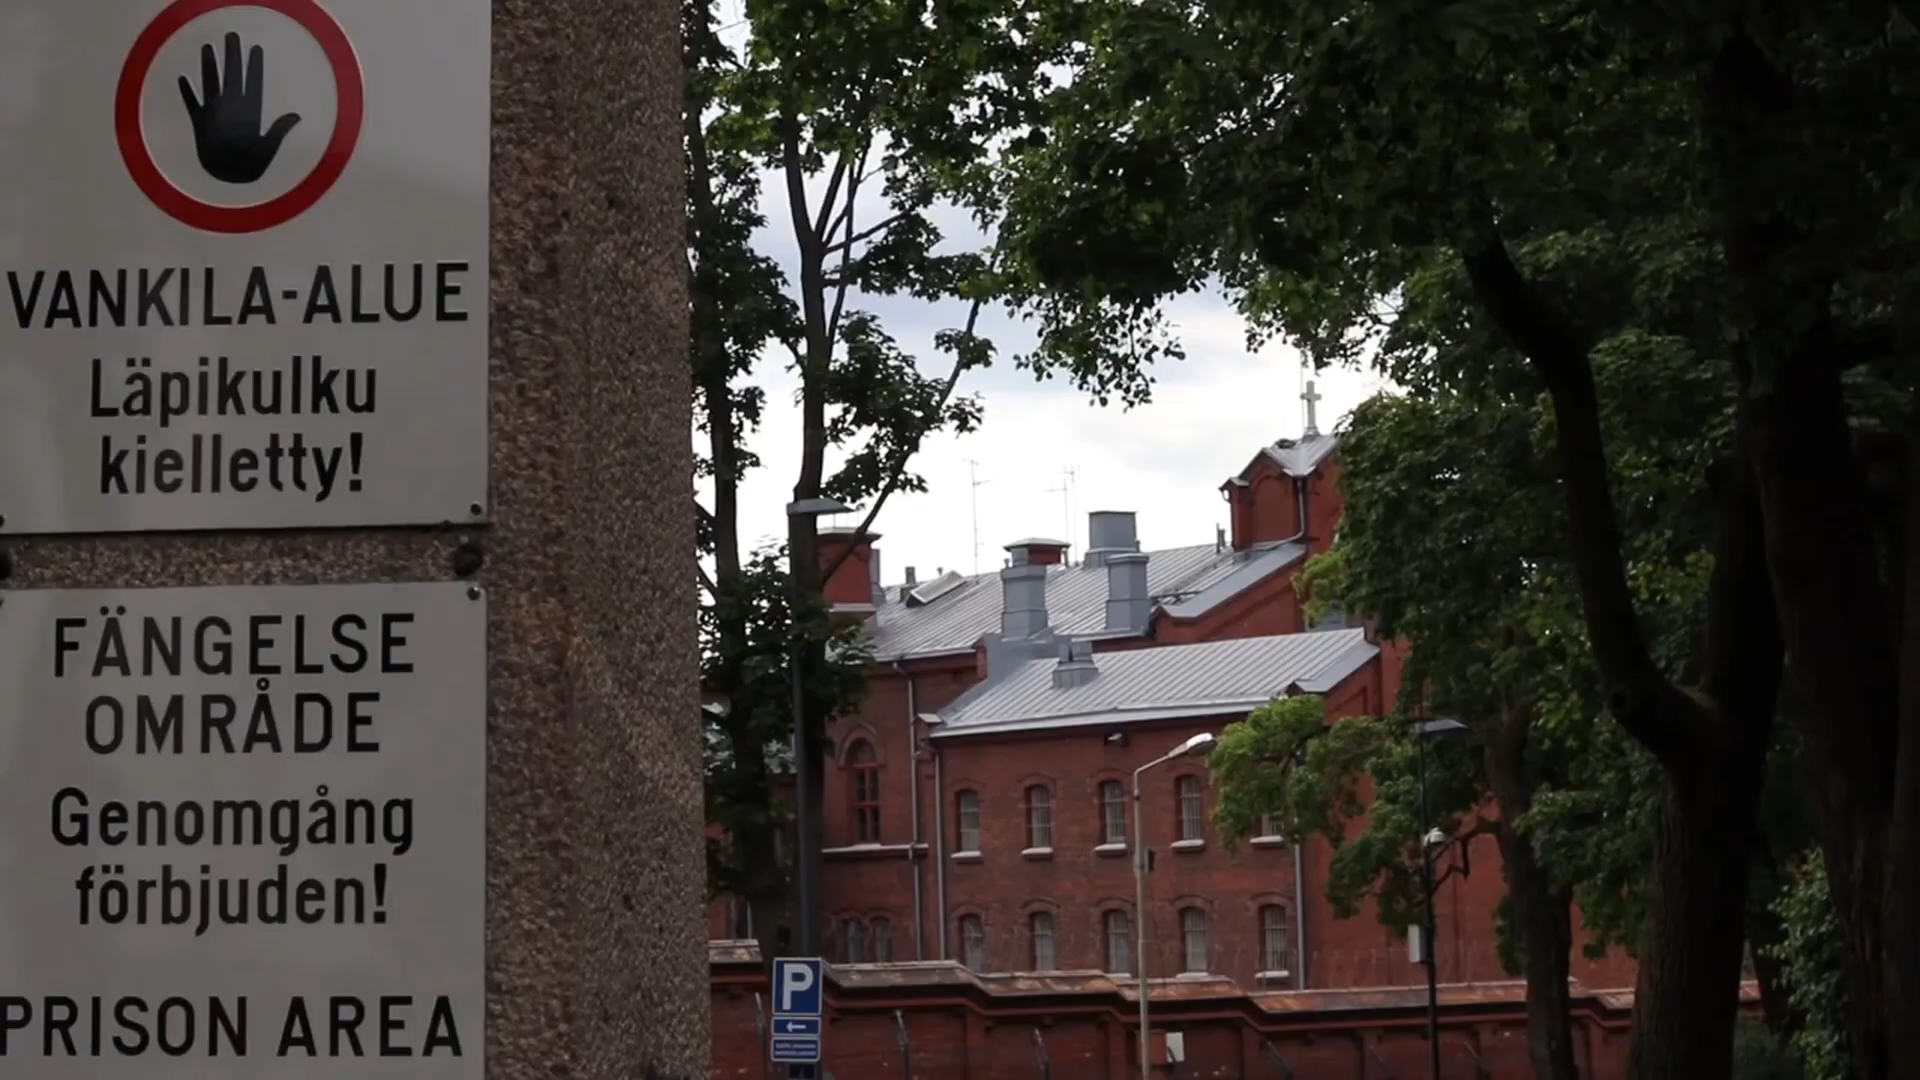 VANKILA-ALUE
Läpikulku
kielletty!
FÄNGELSE
OMRÅDE
Genomgång
förbjuden!
PRISON AREA
P